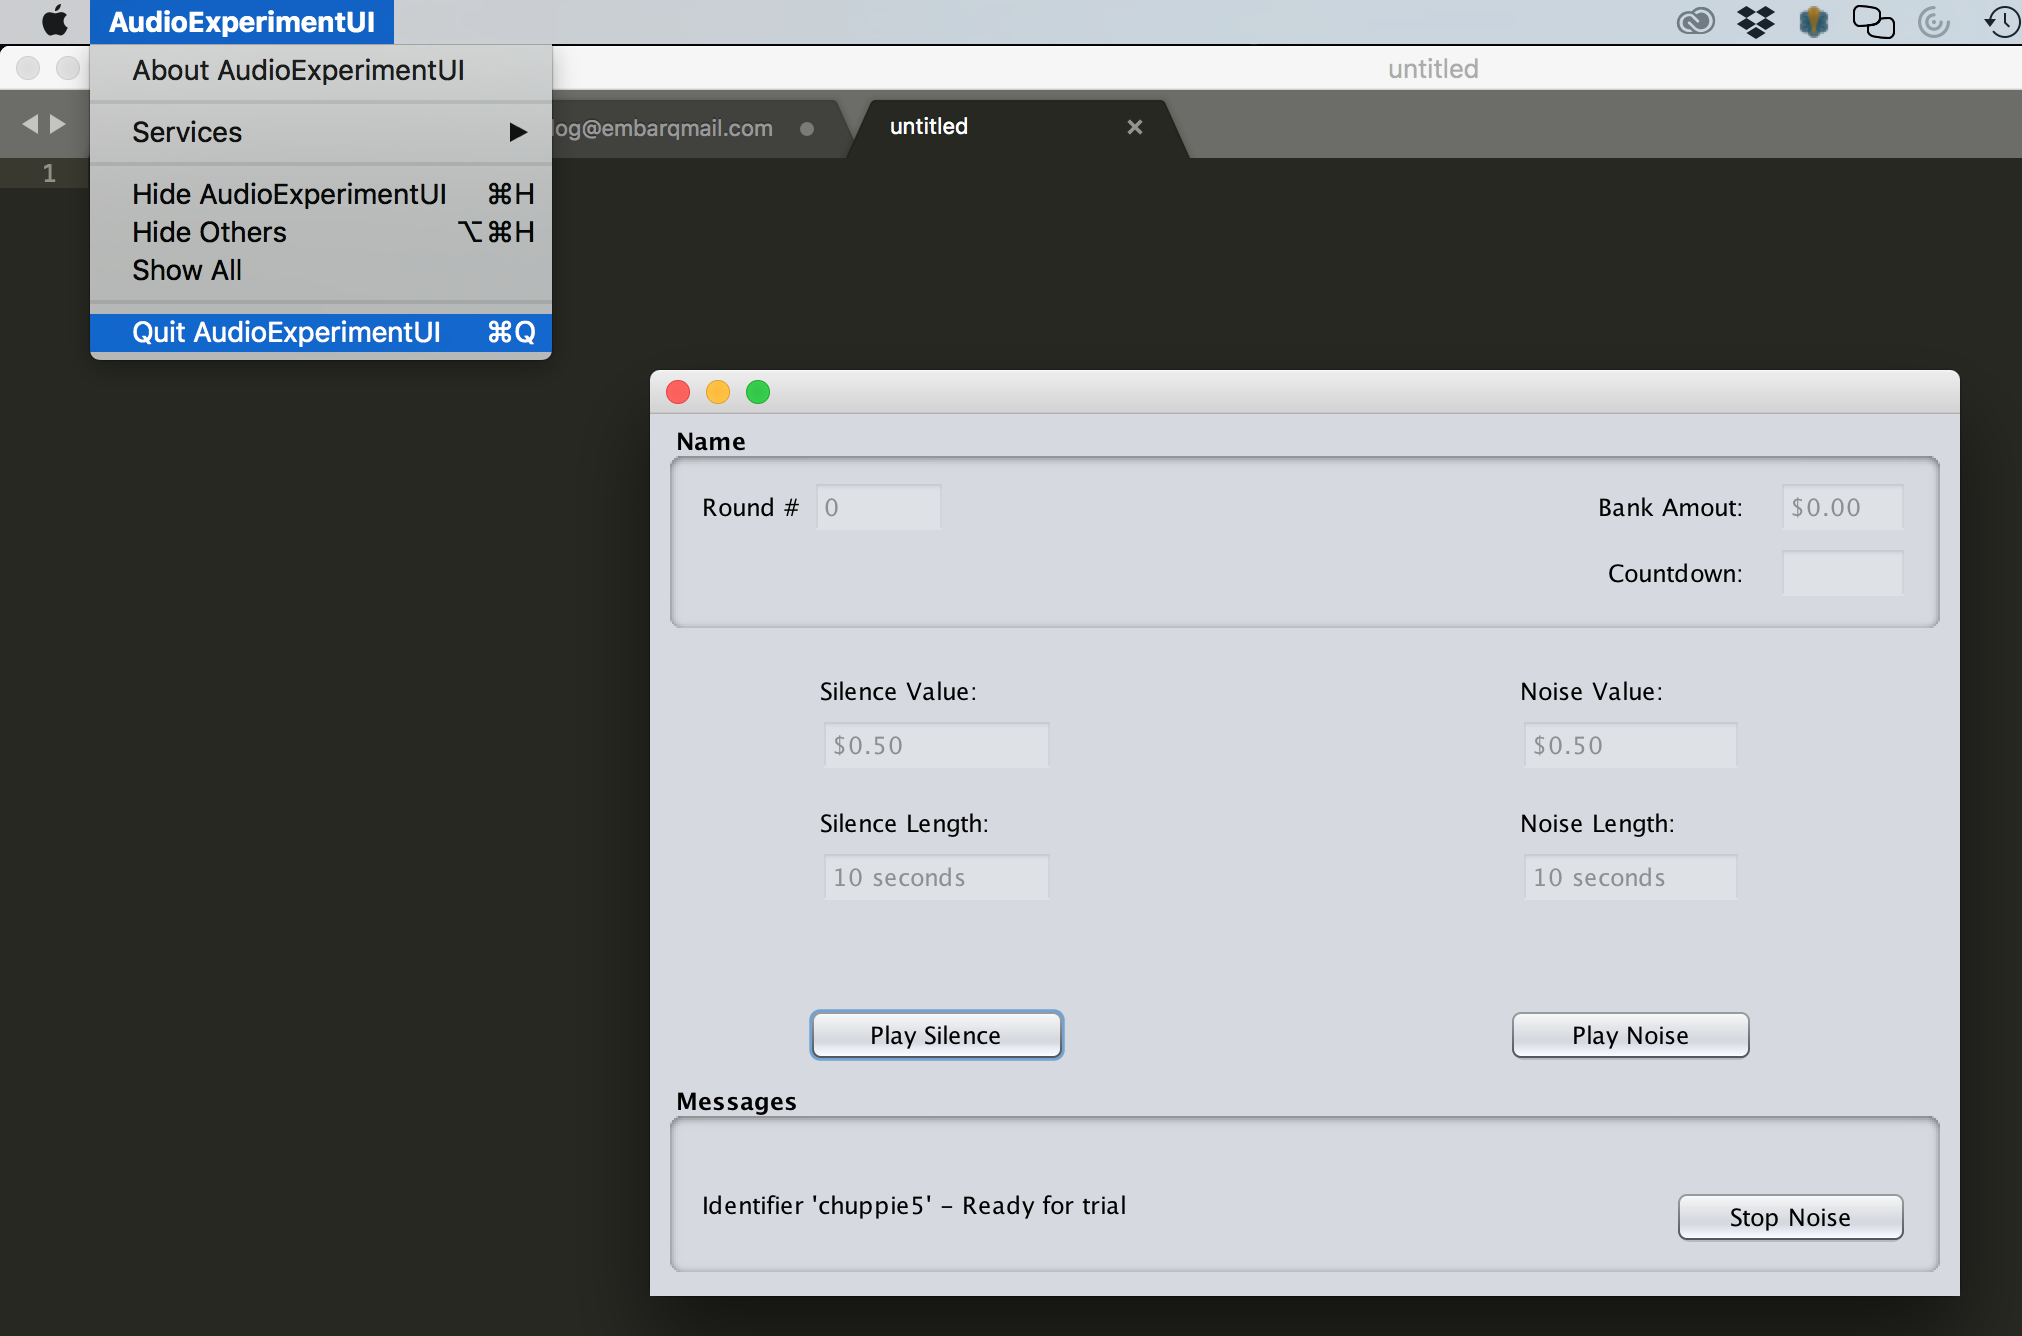 AudioExperimentUI
About AudioExperimentUI
Services
Hide AudioExperimentUI ⌘H
Hide Others ⌥⌘H
Show All
Quit AudioExperimentUI ⌘Q
untitled
log@embarqmail.com
untitled
1
Name
Round # 0
Bank Amout: $0.00
Countdown:
Silence Value:
Noise Value:
$0.50
$0.50
Silence Length:
Noise Length:
10 seconds
10 seconds
Play Silence
Play Noise
Messages
Identifier 'chuppie5' – Ready for trial
Stop Noise